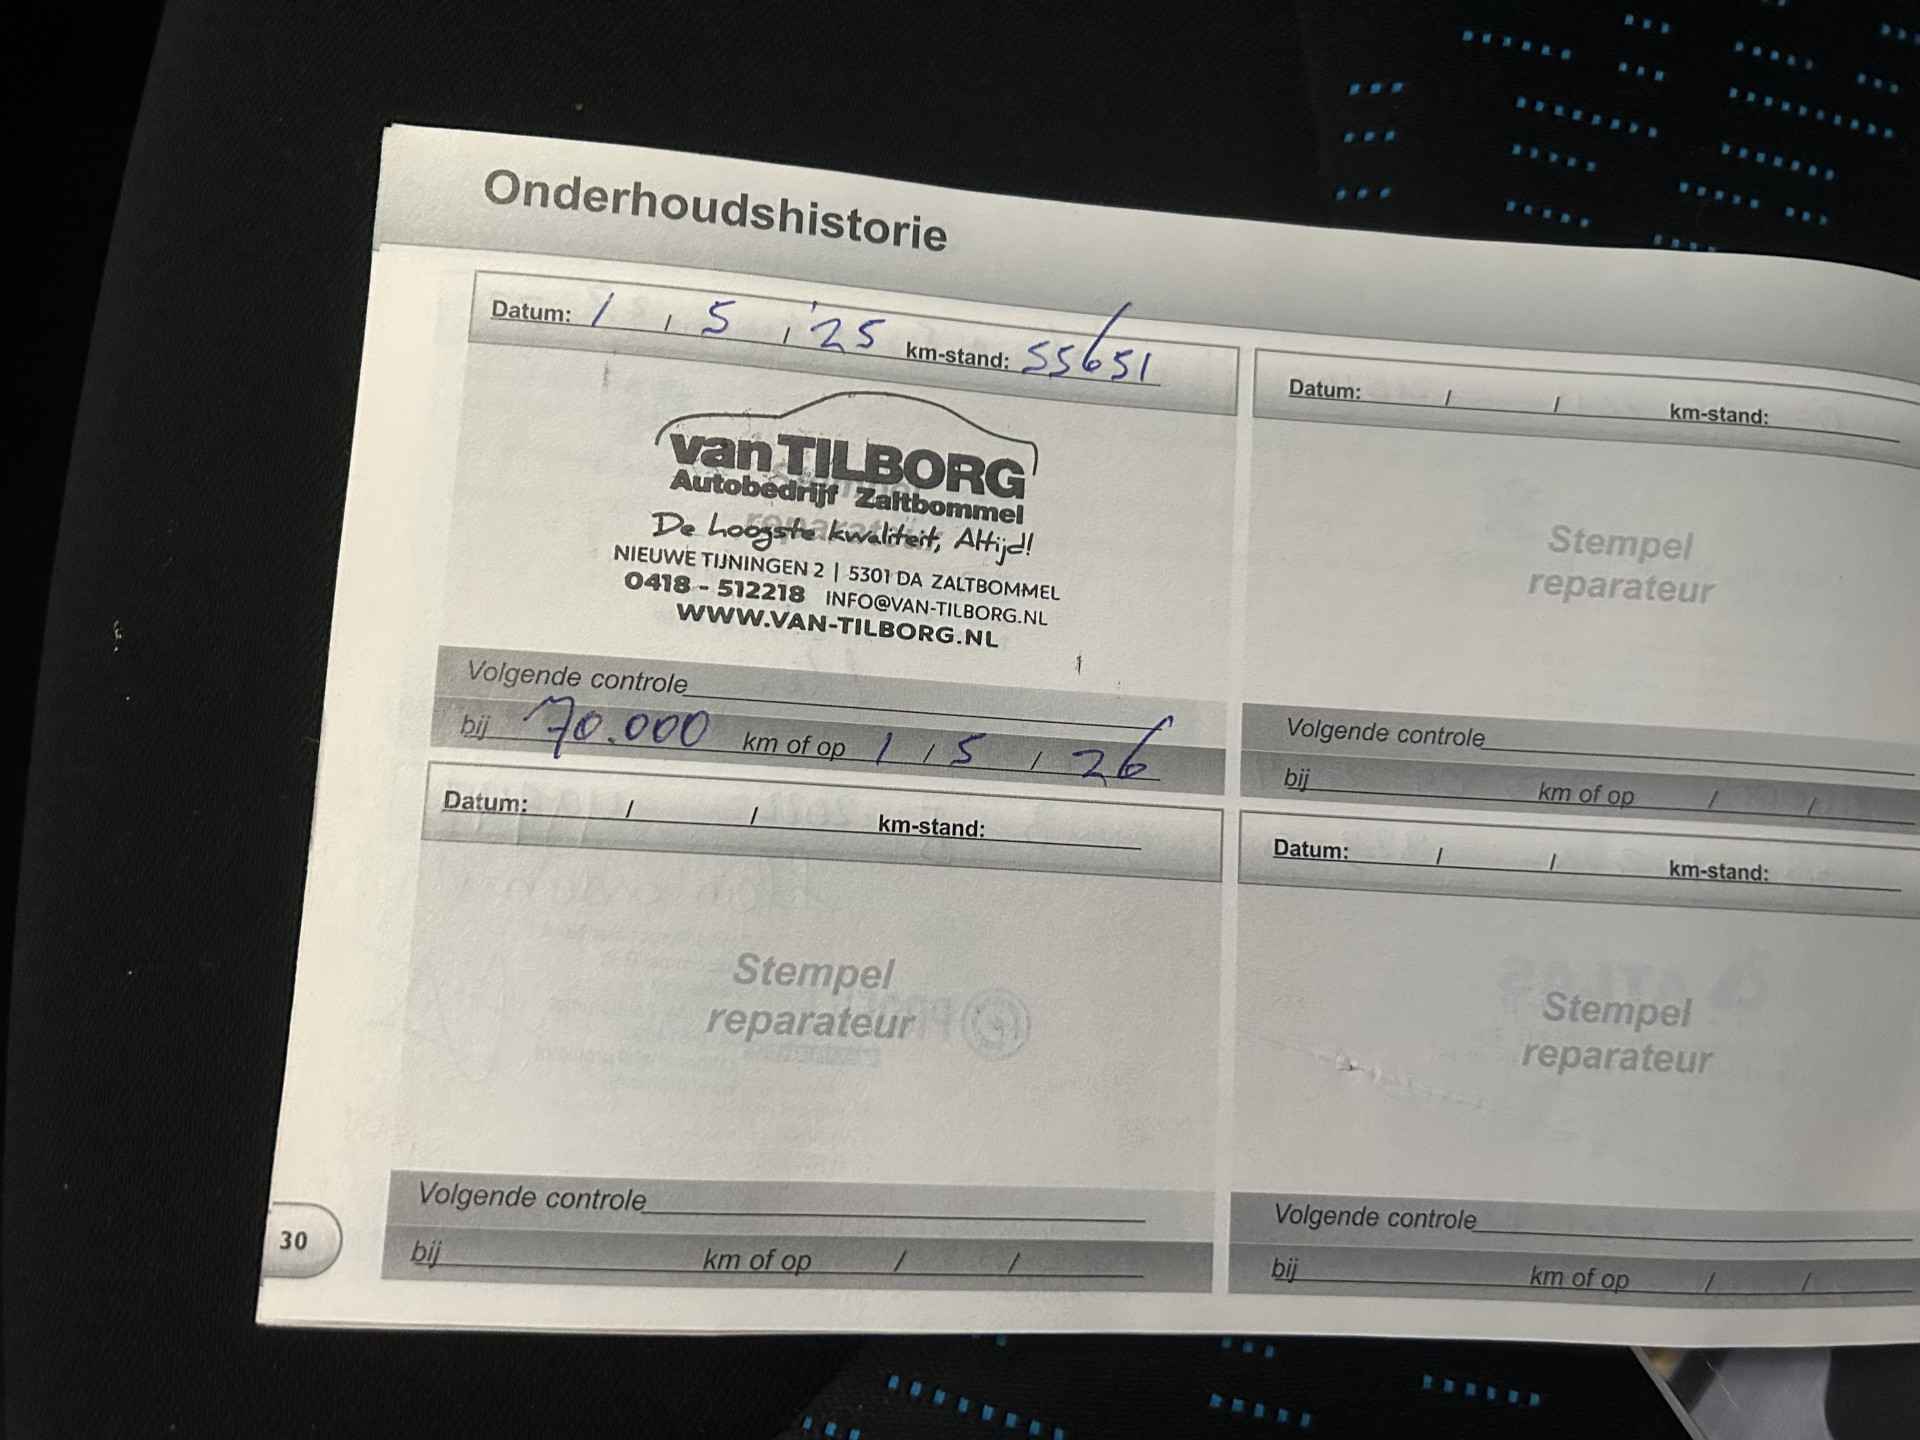 Onderhoudshistorie
Datum: 1 / 5 / '25 km-stand: 55651
vanTILBORG
Autobedrijf Zaltbommel
De hoogste kwaliteit, Altijd!
NIEUWE TIJNINGEN 2 | 5301 DA ZALTBOMMEL
0418 - 512218 INFO@VAN-TILBORG.NL
WWW.VAN-TILBORG.NL
Volgende controle
bij 70.000 km of op 1 / 5 / 26
Datum: / / km-stand:
Stempel
reparateur
Volgende controle
bij km of op / /
Datum: / / km-stand:
Stempel
reparateur
Volgende controle
bij km of op / /
Datum: / / km-stand:
Stempel
reparateur
Volgende controle
bij km of op / /
30